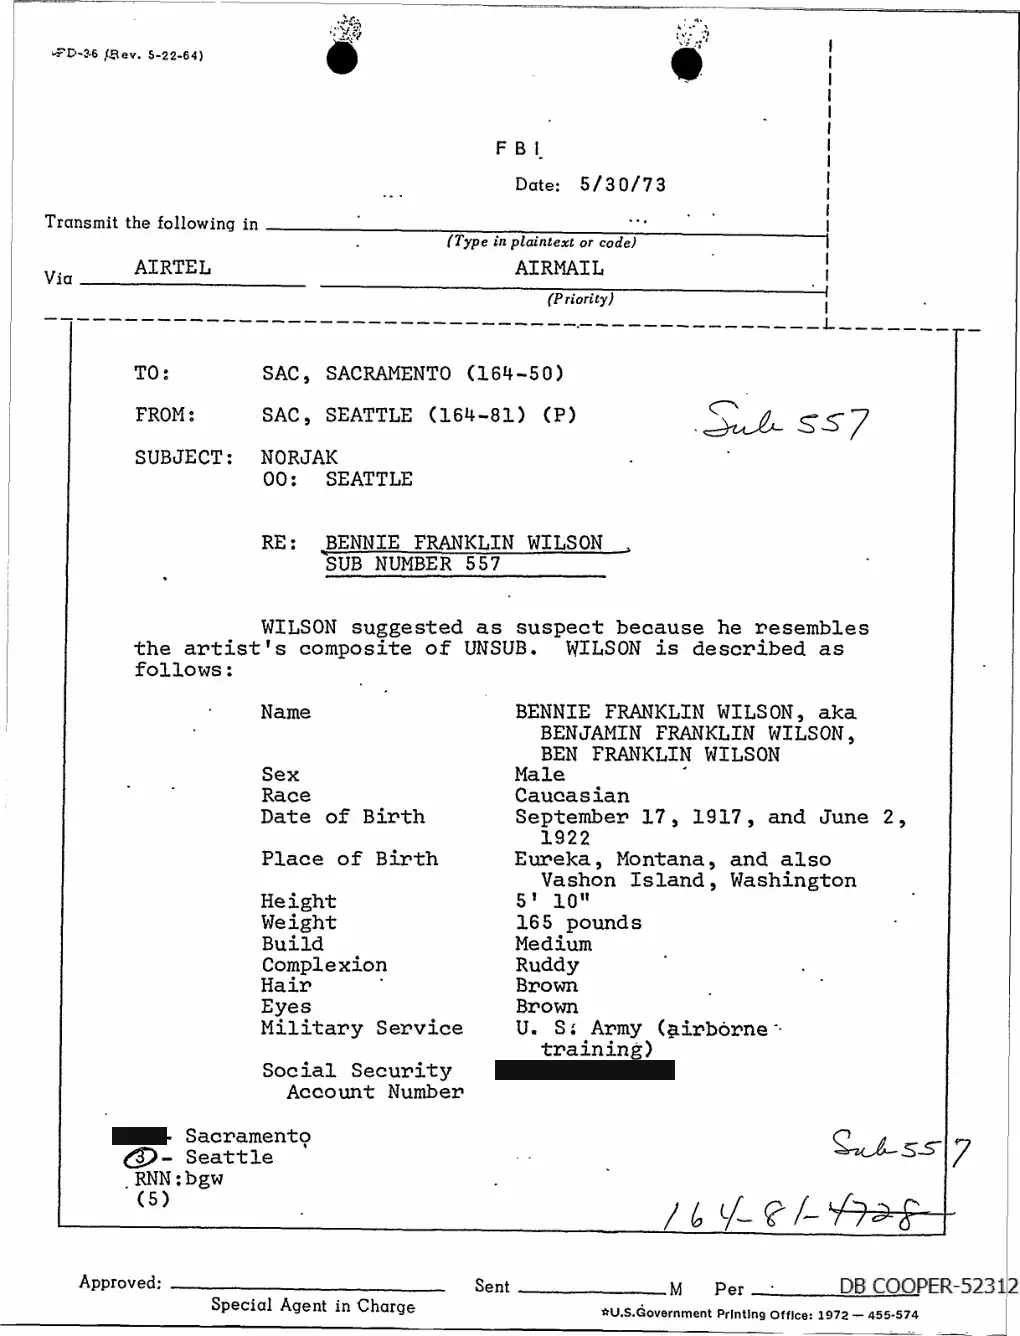 FD-36 (Rev. 5-22-64)
F B I
Date: 5/30/73
Transmit the following in
(Type in plaintext or code)
Via AIRTEL AIRMAIL
(Priority)
TO: SAC, SACRAMENTO (164-50)
FROM: SAC, SEATTLE (164-81) (P)
Sub 557
SUBJECT: NORJAK
OO: SEATTLE
RE: BENNIE FRANKLIN WILSON
SUB NUMBER 557
WILSON suggested as suspect because he resembles
the artist's composite of UNSUB. WILSON is described as
follows:
Name BENNIE FRANKLIN WILSON, aka
BENJAMIN FRANKLIN WILSON,
BEN FRANKLIN WILSON
Sex Male
Race Caucasian
Date of Birth September 17, 1917, and June 2,
1922
Place of Birth Eureka, Montana, and also
Vashon Island, Washington
Height 5' 10"
Weight 165 pounds
Build Medium
Complexion Ruddy
Hair Brown
Eyes Brown
Military Service U. S. Army (airborne
training)
Social Security
Account Number
- Sacramento
3 - Seattle
RNN:bgw
(5)
Sub 557
164-81-4728
Approved: Sent M Per
DB COOPER-52312
Special Agent in Charge
☆U.S.Government Printing Office: 1972 — 455-574